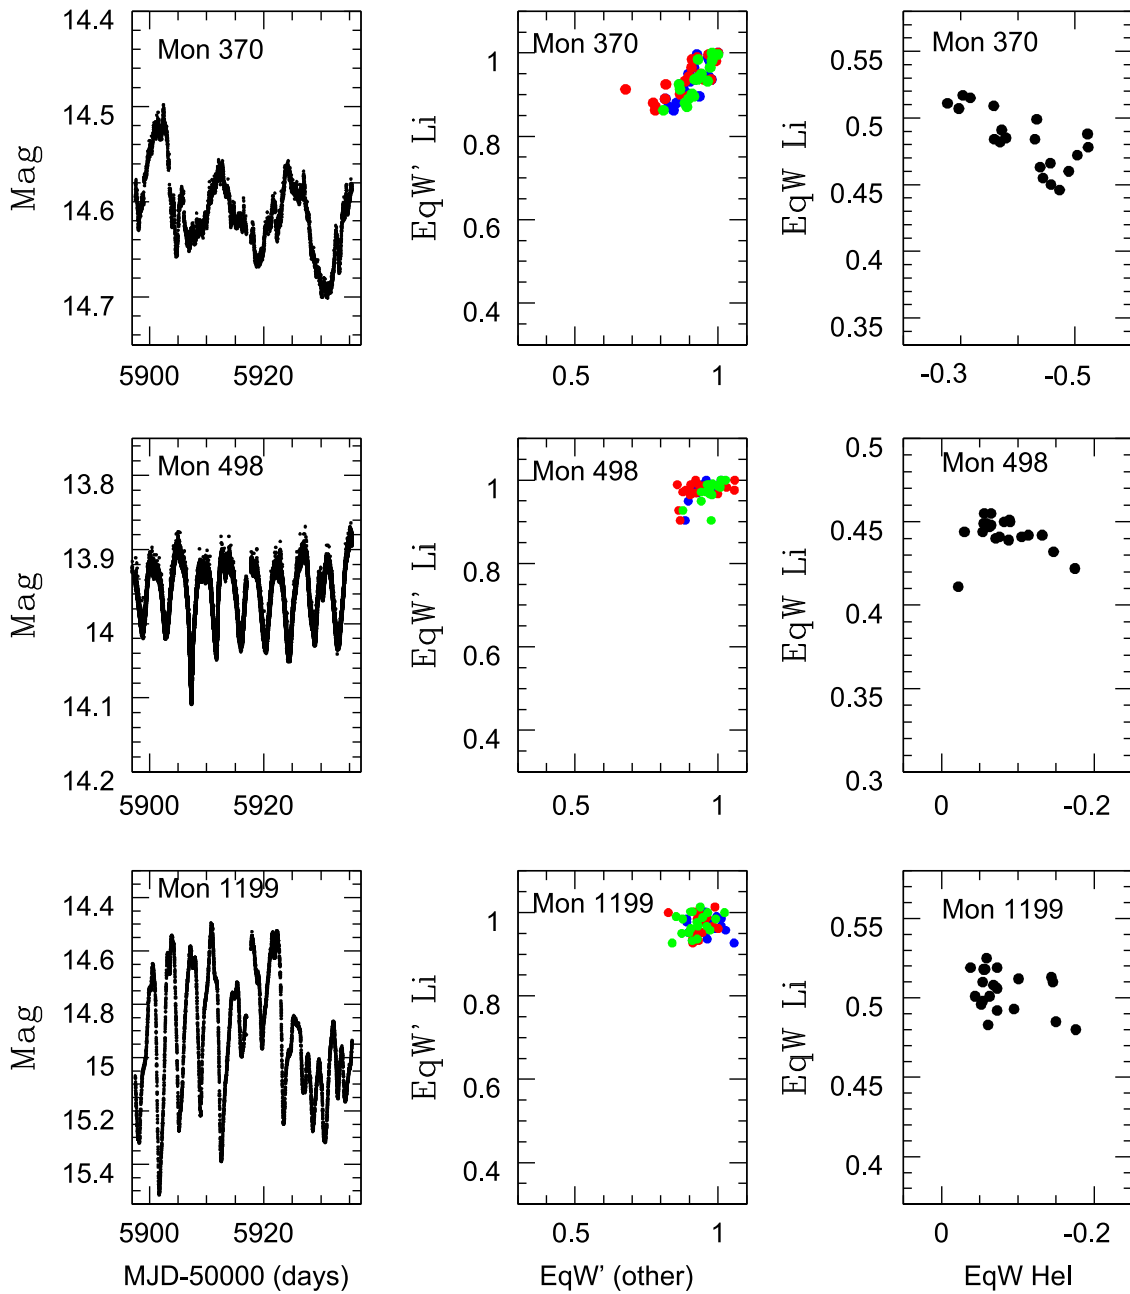 14.4
14.5
14.6
14.7
Mag
Mon 370
5900
5920
1
0.8
0.6
0.4
EqW' Li
Mon 370
0.5
1
0.55
0.5
0.45
0.4
0.35
EqW Li
Mon 370
-0.3
-0.5
13.8
13.9
14
14.1
14.2
Mag
Mon 498
5900
5920
1
0.8
0.6
0.4
EqW' Li
Mon 498
0.5
1
0.5
0.45
0.4
0.35
0.3
EqW Li
Mon 498
0
-0.2
14.4
14.6
14.8
15
15.2
15.4
Mag
Mon 1199
5900
5920
MJD-50000 (days)
1
0.8
0.6
0.4
EqW' Li
Mon 1199
0.5
1
EqW' (other)
0.55
0.5
0.45
0.4
EqW Li
Mon 1199
0
-0.2
EqW HeI